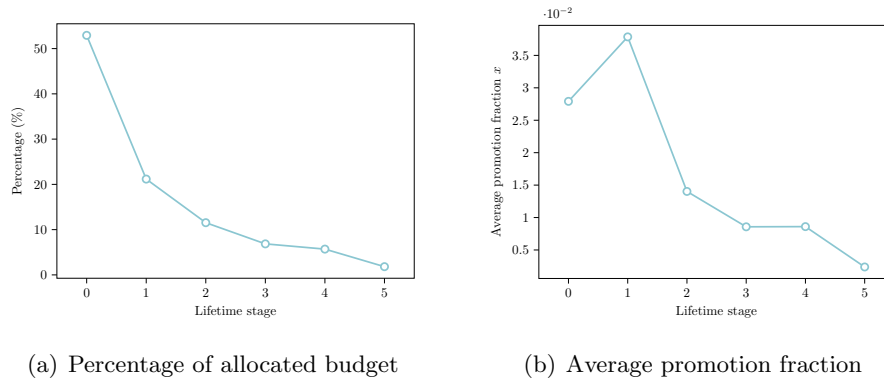 50
40
30
20
10
0
Percentage (%)
0 1 2 3 4 5
Lifetime stage
(a) Percentage of allocated budget
·10−2
3.5
3
2.5
2
1.5
1
0.5
Average promotion fraction x
0 1 2 3 4 5
Lifetime stage
(b) Average promotion fraction